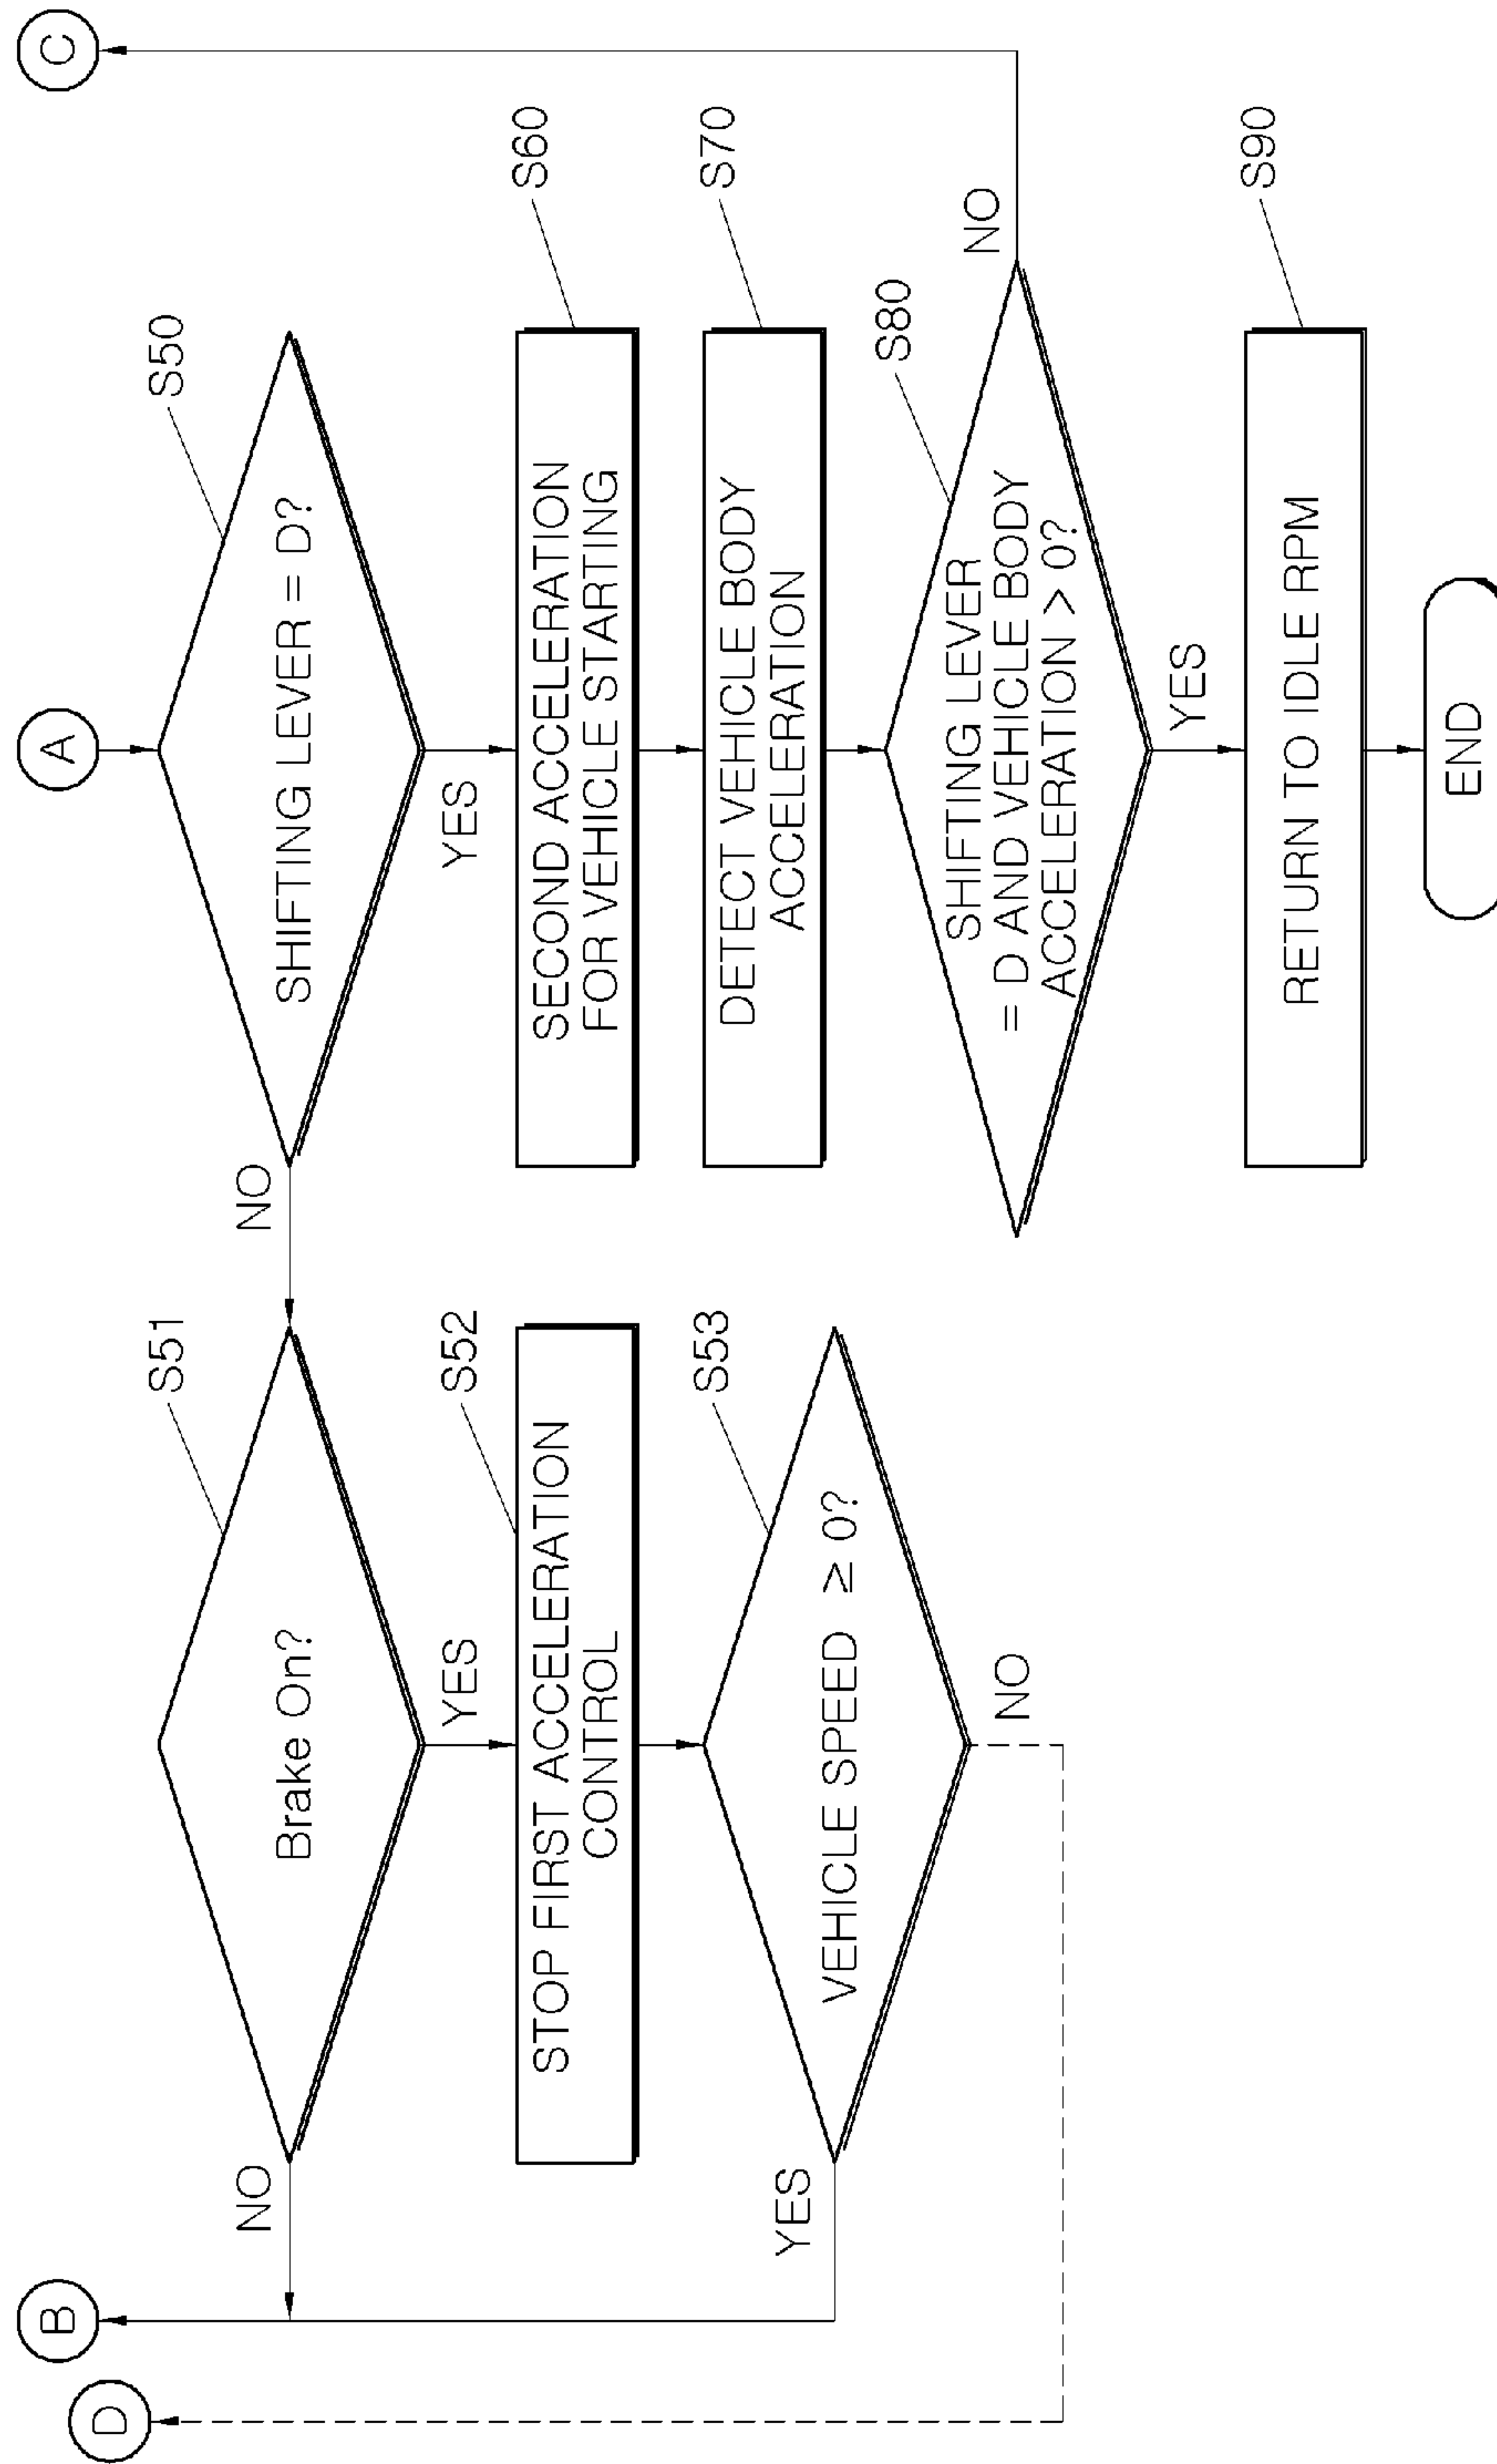 D
B
A
C
S51
Brake On?
NO
YES
S52
STOP FIRST ACCELERATION
CONTROL
S53
VEHICLE SPEED ≥ 0?
YES
NO
S50
SHIFTING LEVER = D?
NO
YES
S60
SECOND ACCELERATION
FOR VEHICLE STARTING
S70
DETECT VEHICLE BODY
ACCELERATION
S80
SHIFTING LEVER
= D AND VEHICLE BODY
ACCELERATION > 0?
NO
YES
S90
RETURN TO IDLE RPM
END